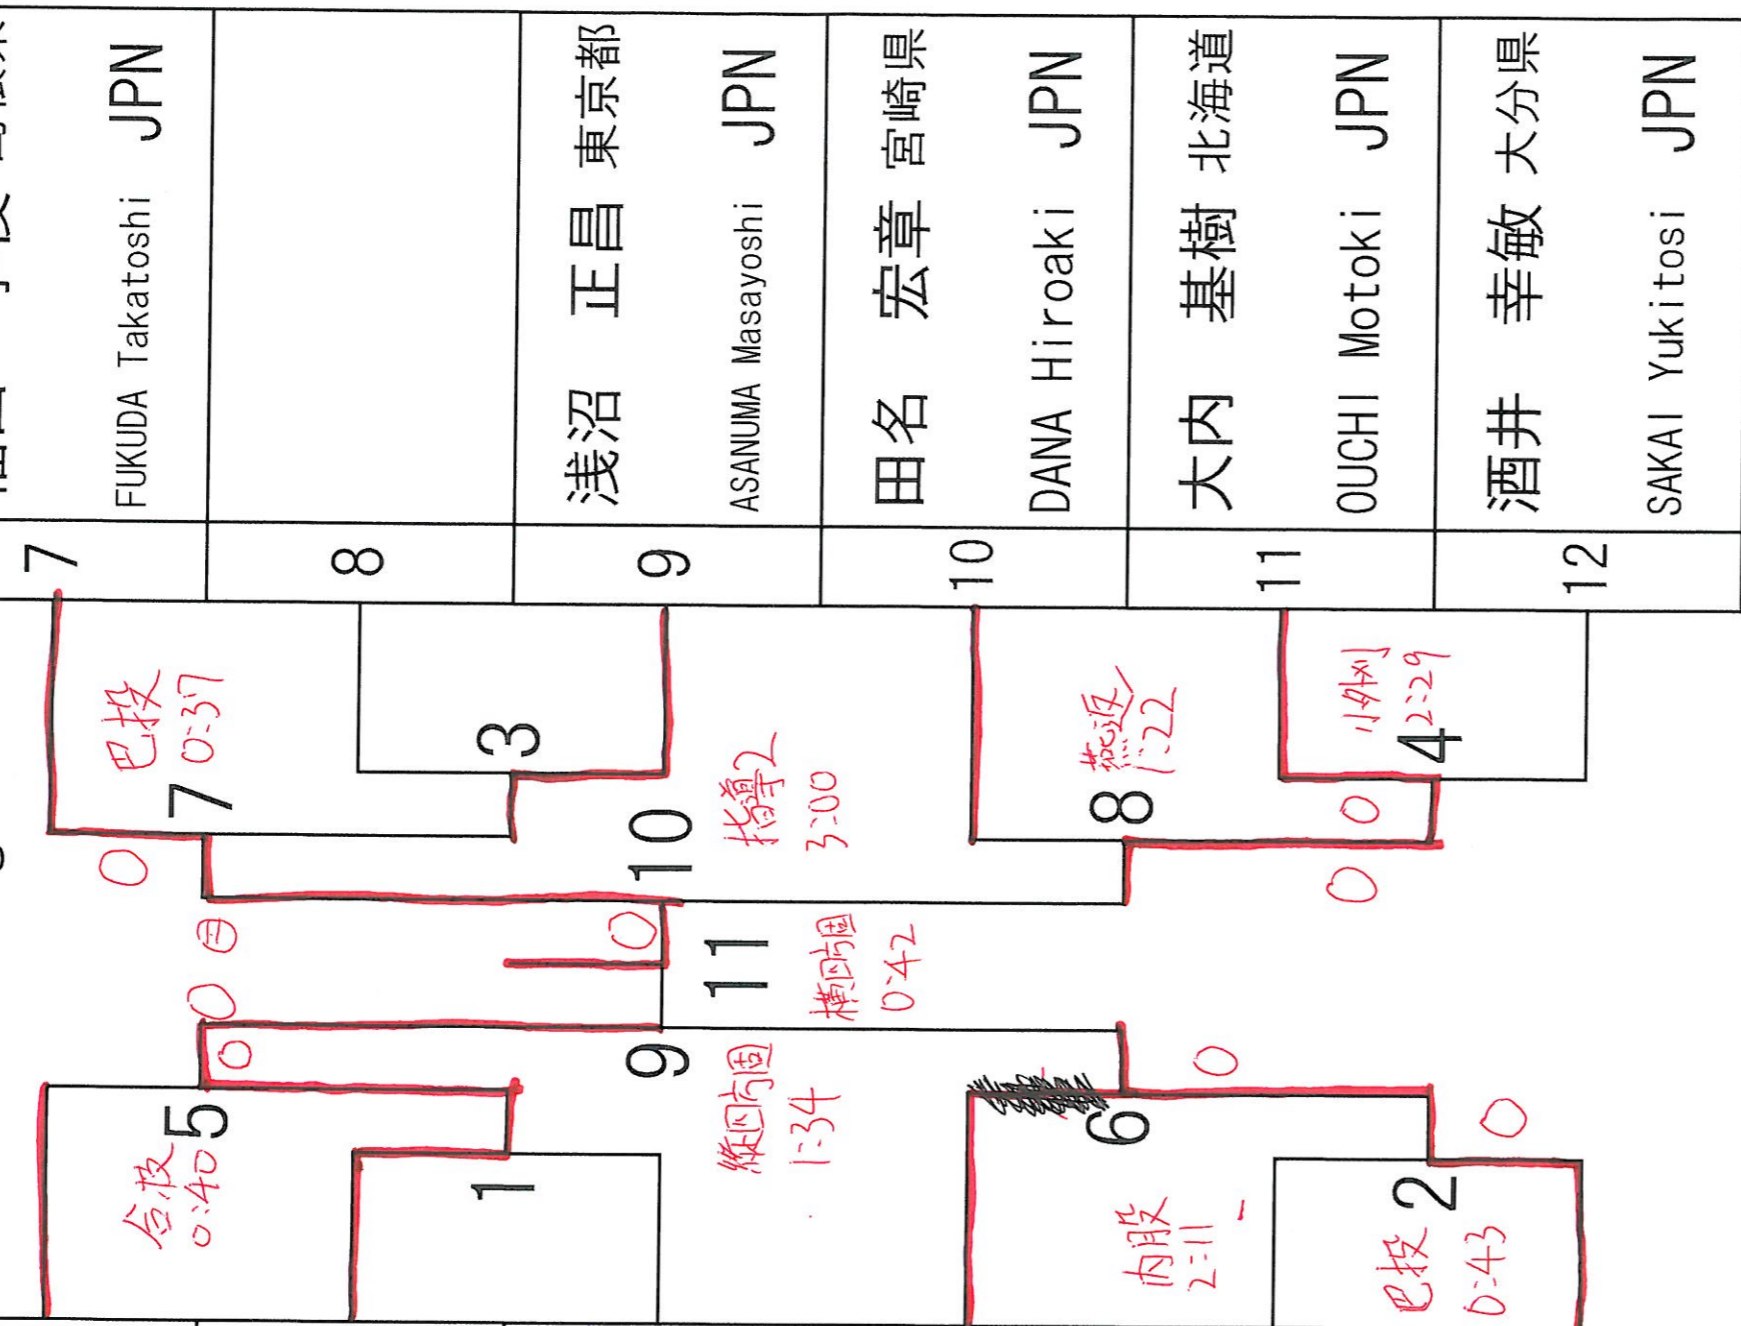 7
FUKUDA Takatoshi JPN
8
9
浅沼 正昌 東京都
ASANUMA Masayoshi JPN
10
田名 宏章 宮崎県
DANA Hiroaki JPN
11
大内 基樹 北海道
OUCHI Motoki JPN
12
酒井 幸敏 大分県
SAKAI Yukitosi JPN
巴投
0:37
7
3
10
指導2
3:00
燕返
1:22
8
小外刈
2:29
4
11
横四方固
0:42
合技
0:40
5
1
9
縦四方固
1:34
6
内股
2:11
2
巴投
0:43